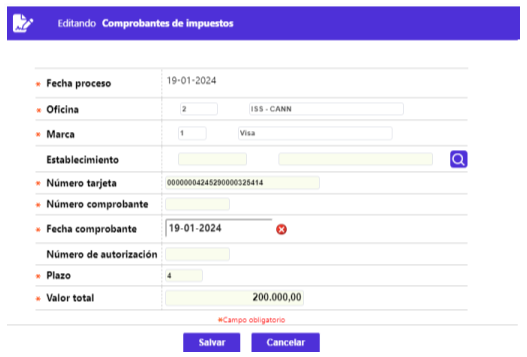 Editando Comprobantes de impuestos
* Fecha proceso 19-01-2024
* Oficina 2 ISS - CANN
* Marca 1 Visa
Establecimiento
* Número tarjeta 00000004245290000325414
* Número comprobante
* Fecha comprobante 19-01-2024
Número de autorización
* Plazo 4
* Valor total 200.000,00
*Campo obligatorio
Salvar Cancelar